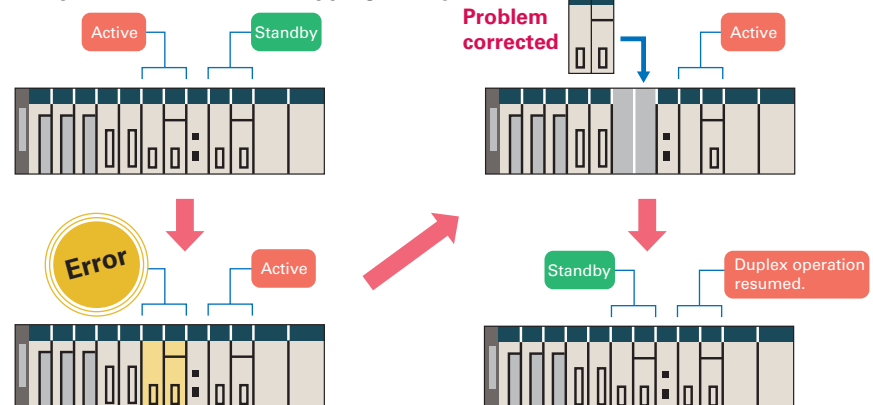 Active
Standby
Error
Active
Problem
corrected
Active
Standby
Duplex operation
resumed.